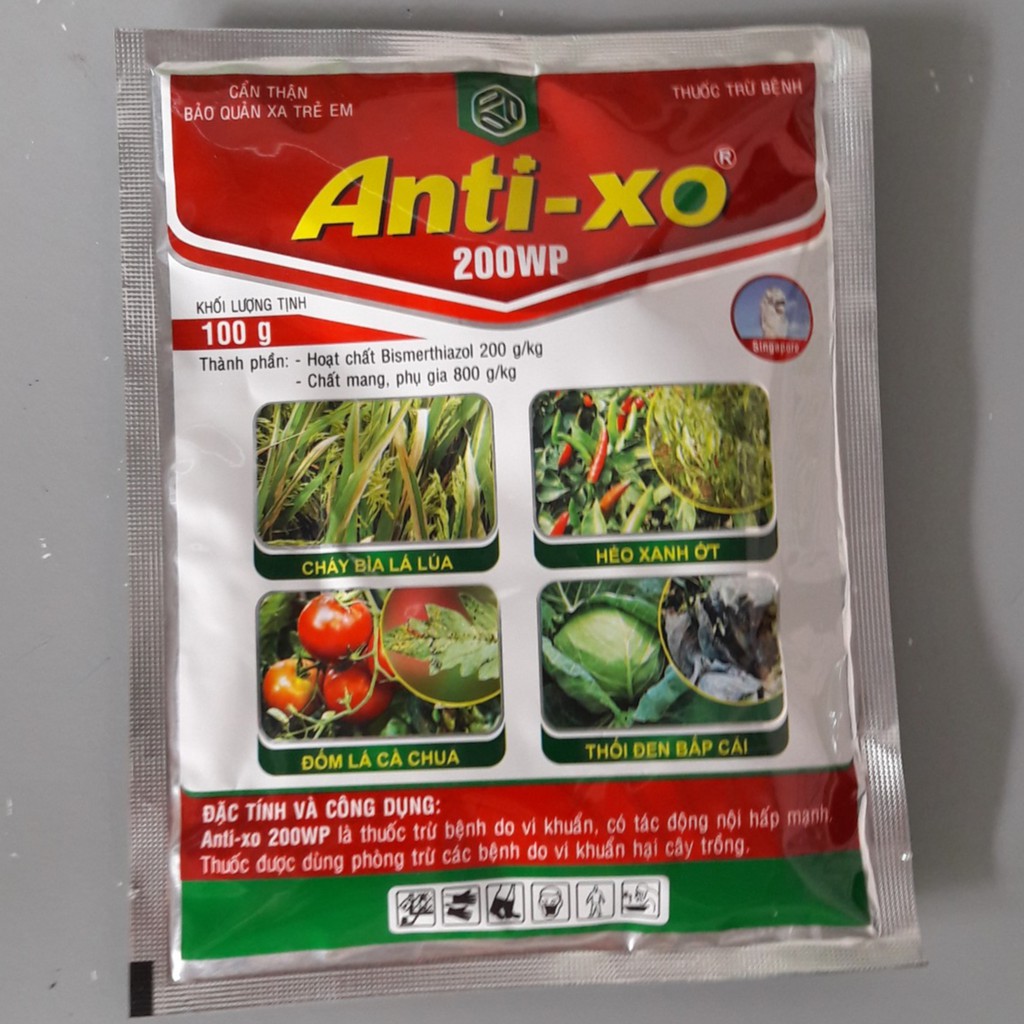 CẨN THẬN
BẢO QUẢN XA TRẺ EM
THUỐC TRỪ BỆNH
Anti-xo®
200WP
KHỐI LƯỢNG TỊNH
100 g
Singapore
Thành phần: - Hoạt chất Bismerthiazol 200 g/kg
- Chất mang, phụ gia 800 g/kg
CHÁY BÌA LÁ LÚA
HÉO XANH ỚT
ĐỐM LÁ CÀ CHUA
THỐI ĐEN BẮP CẢI
ĐẶC TÍNH VÀ CÔNG DỤNG:
Anti-xo 200WP là thuốc trừ bệnh do vi khuẩn, có tác động nội hấp mạnh.
Thuốc được dùng phòng trừ các bệnh do vi khuẩn hại cây trồng.